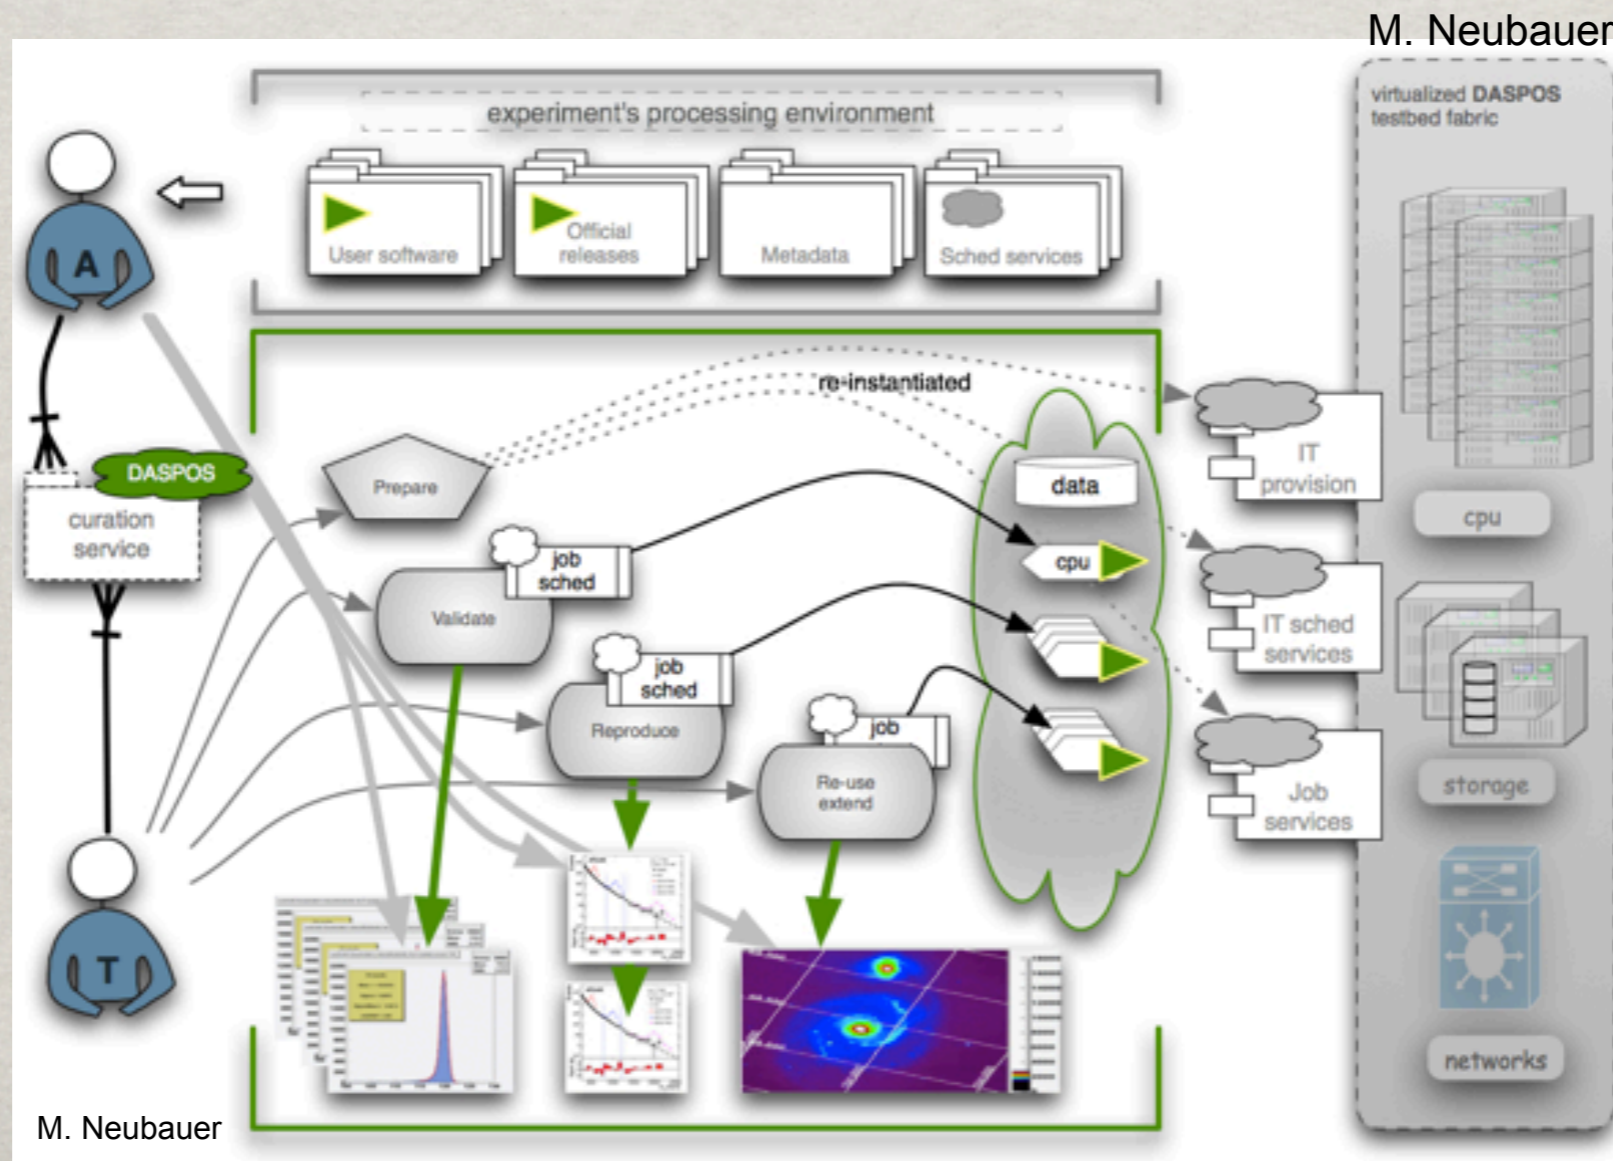 M. Neubauer
virtualized DASPOS
testbed fabric
experiment's processing environment
User software
Official
releases
Metadata
Sched services
A
re-instantiated
DASPOS
curation
service
Prepare
data
IT
provision
cpu
job
sched
cpu
Validate
IT sched
services
job
sched
Reproduce
job
Re-use
extend
storage
Job
services
T
networks
M. Neubauer